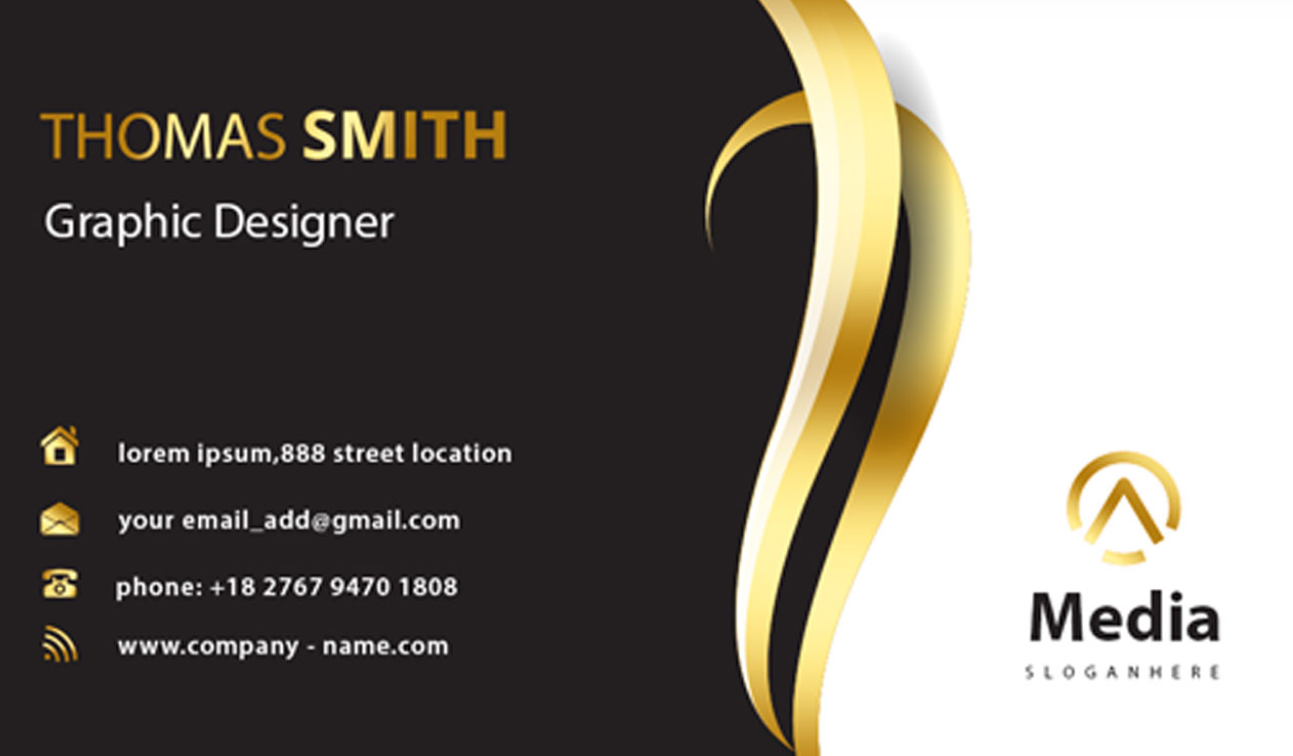 THOMAS SMITH
Graphic Designer
lorem ipsum,888 street location
your email_add@gmail.com
phone: +18 2767 9470 1808
www.company - name.com
Media
SLOGANHERE